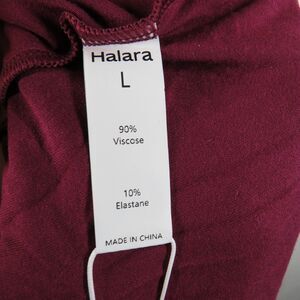 Halara
L
90%
Viscose
10%
Elastane
MADE IN CHINA